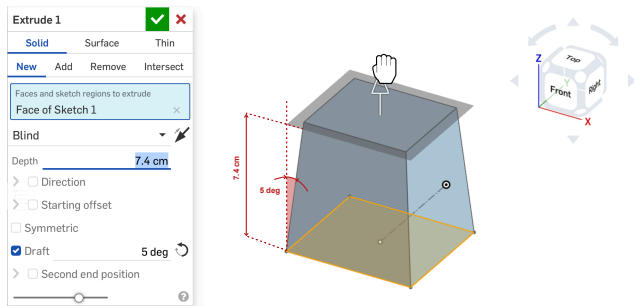 Extrude 1
Solid Surface Thin
New Add Remove Intersect
Faces and sketch regions to extrude
Face of Sketch 1
Blind
Depth 7.4 cm
Direction
Starting offset
Symmetric
Draft 5 deg
Second end position
7.4 cm
5 deg
Z
Top
Y
Front
Right
X